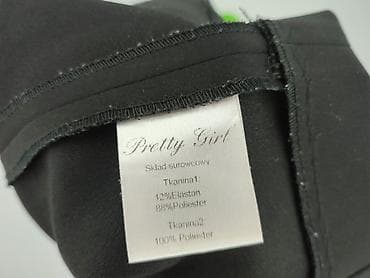 Pretty Girl
Skład surowcowy
Tkanina1:
12%Elastan
88%Poliester
Tkanina2
100% Poliester